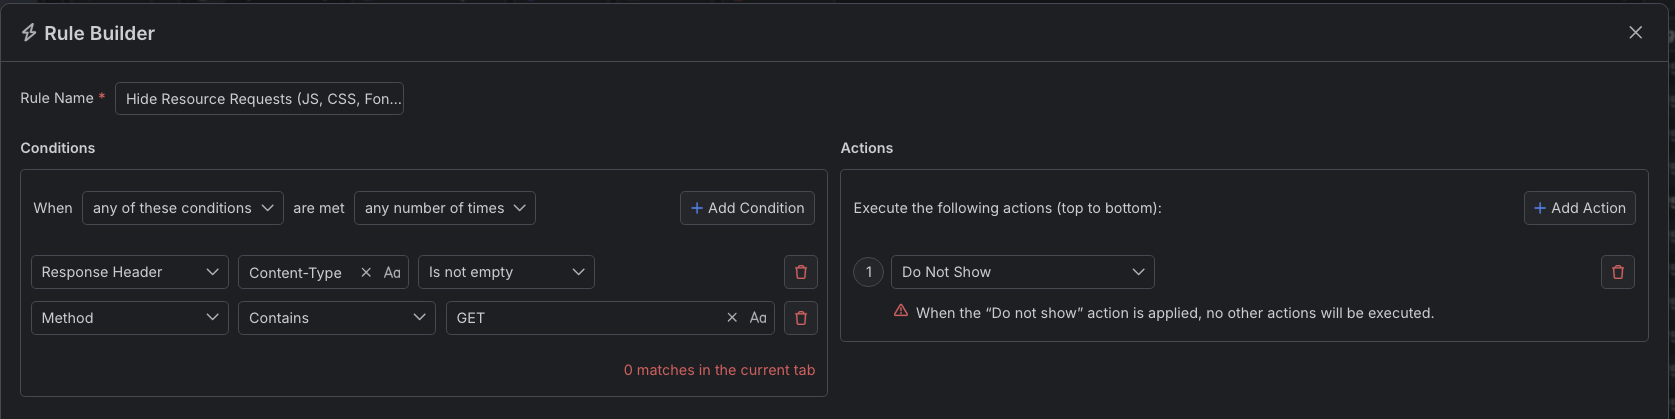 Rule Builder
Rule Name * Hide Resource Requests (JS, CSS, Fon...
Conditions
When any of these conditions are met any number of times + Add Condition
Response Header Content-Type Aa Is not empty
Method Contains GET Aa
0 matches in the current tab
Actions
Execute the following actions (top to bottom): + Add Action
1 Do Not Show
When the “Do not show” action is applied, no other actions will be executed.